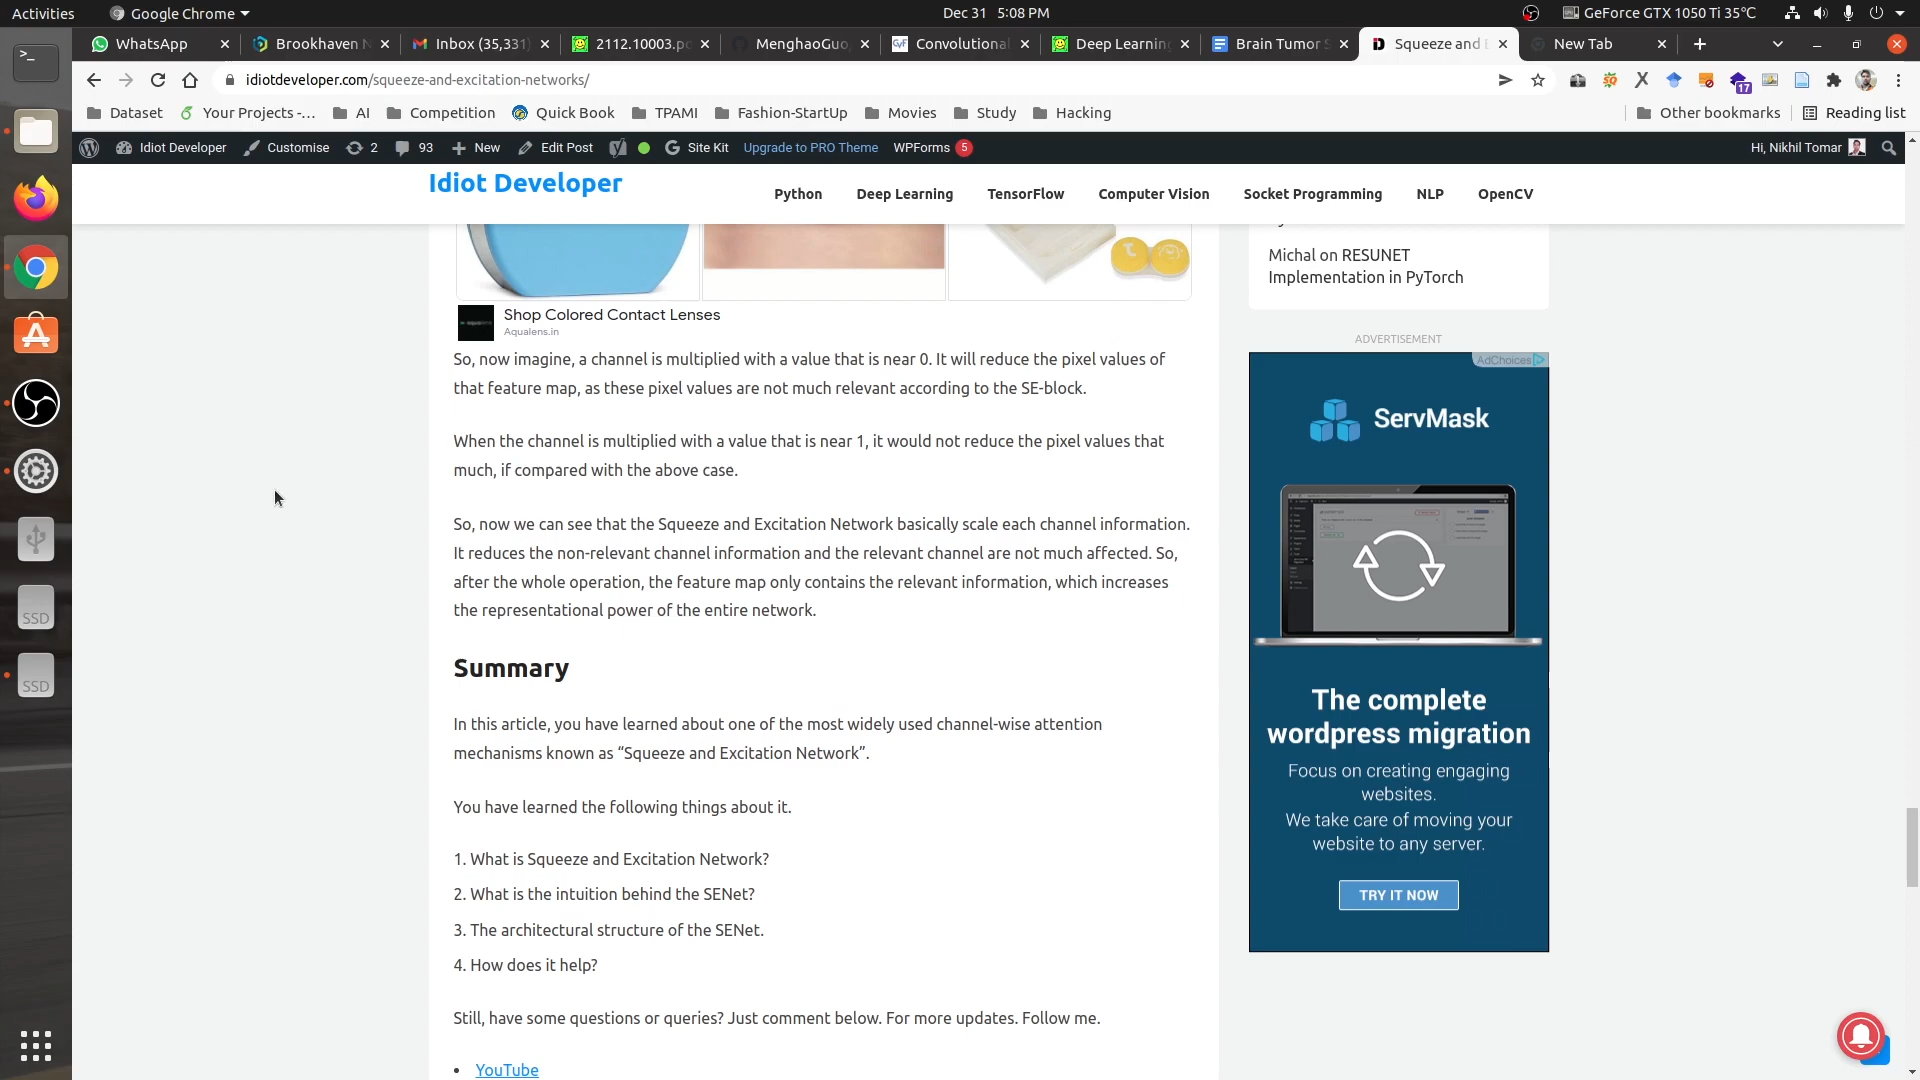 Activities
Google Chrome
Dec 31 5:08 PM
GeForce GTX 1050 Ti 35°C
WhatsApp
Brookhaven N
Inbox (35,331)
2112.10003.pd
MenghaoGuo,
Convolutional
Deep Learning
Brain Tumor S
Squeeze and E
New Tab
idiotdeveloper.com/squeeze-and-excitation-networks/
17
Dataset
Your Projects -...
AI
Competition
Quick Book
TPAMI
Fashion-StartUp
Movies
Study
Hacking
Other bookmarks
Reading list
Idiot Developer
Customise
2
93
New
Edit Post
Site Kit
Upgrade to PRO Theme
WPForms 5
Hi, Nikhil Tomar
Idiot Developer
Python
Deep Learning
TensorFlow
Computer Vision
Socket Programming
NLP
OpenCV
Shop Colored Contact Lenses
Aqualens.in
So, now imagine, a channel is multiplied with a value that is near 0. It will reduce the pixel values of
that feature map, as these pixel values are not much relevant according to the SE-block.
When the channel is multiplied with a value that is near 1, it would not reduce the pixel values that
much, if compared with the above case.
So, now we can see that the Squeeze and Excitation Network basically scale each channel information.
It reduces the non-relevant channel information and the relevant channel are not much affected. So,
after the whole operation, the feature map only contains the relevant information, which increases
the representational power of the entire network.
Summary
In this article, you have learned about one of the most widely used channel-wise attention
mechanisms known as “Squeeze and Excitation Network”.
You have learned the following things about it.
1. What is Squeeze and Excitation Network?
2. What is the intuition behind the SENet?
3. The architectural structure of the SENet.
4. How does it help?
Still, have some questions or queries? Just comment below. For more updates. Follow me.
• YouTube
Michal on RESUNET
Implementation in PyTorch
ADVERTISEMENT
AdChoices
ServMask
The complete
wordpress migration
Focus on creating engaging
websites.
We take care of moving your
website to any server.
TRY IT NOW
SSD
SSD